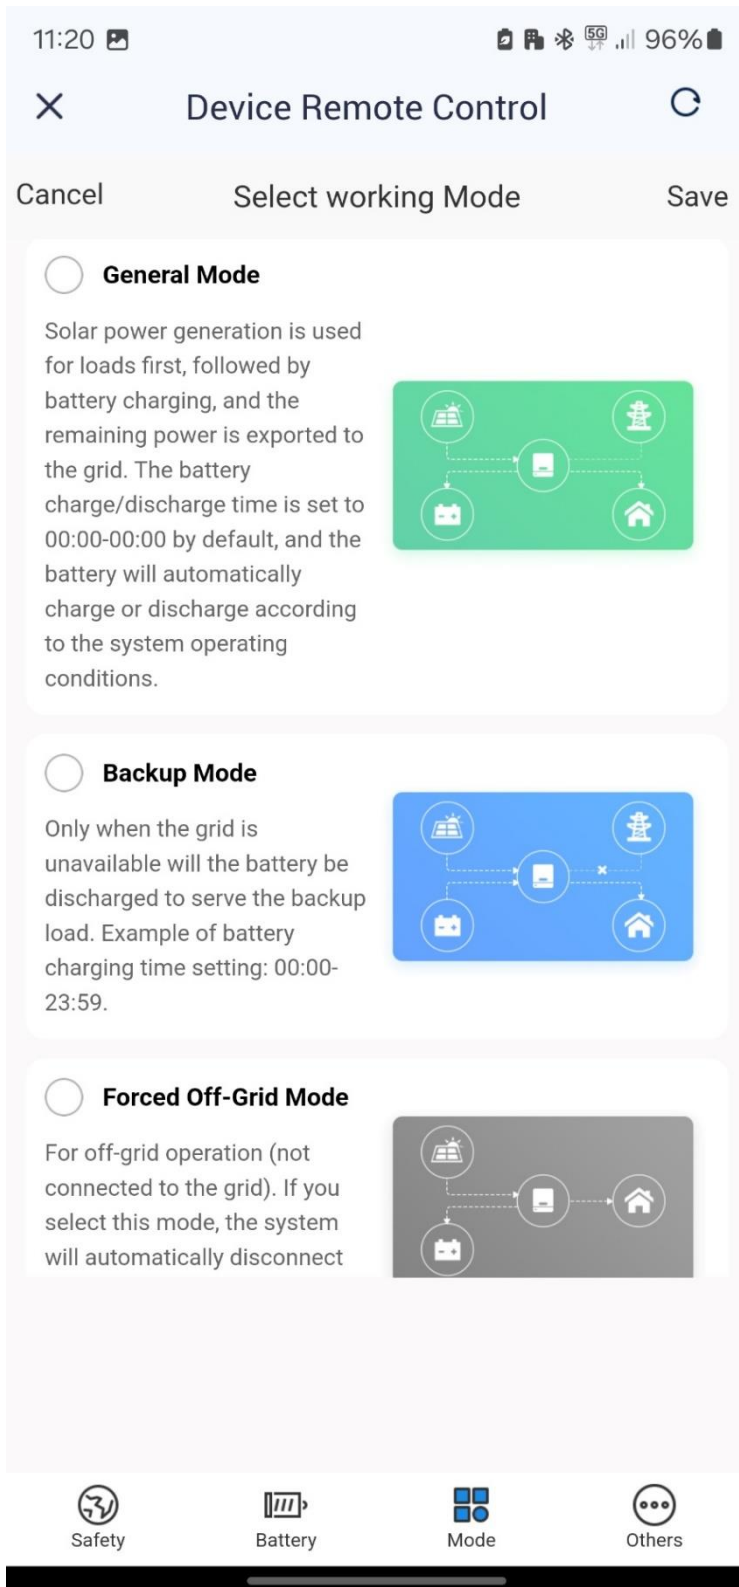 11:20 5G 96%
Device Remote Control
Cancel Select working Mode Save
General Mode
Solar power generation is used
for loads first, followed by
battery charging, and the
remaining power is exported to
the grid. The battery
charge/discharge time is set to
00:00-00:00 by default, and the
battery will automatically
charge or discharge according
to the system operating
conditions.
Backup Mode
Only when the grid is
unavailable will the battery be
discharged to serve the backup
load. Example of battery
charging time setting: 00:00-
23:59.
Forced Off-Grid Mode
For off-grid operation (not
connected to the grid). If you
select this mode, the system
will automatically disconnect
Safety Battery Mode Others